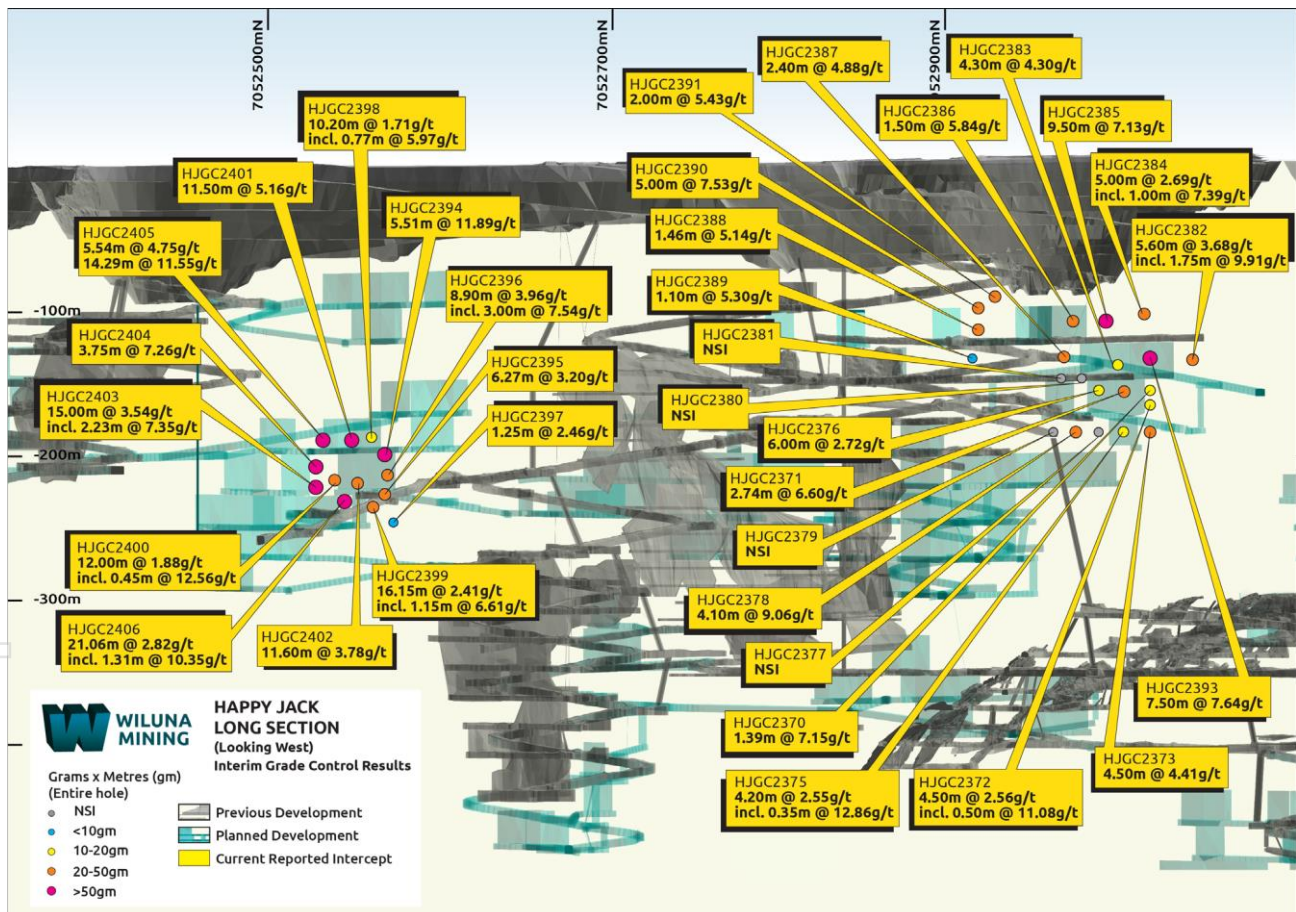 7052500mN
7052700mN
7052900mN
HJGC2387
2.40m @ 4.88g/t
HJGC2383
4.30m @ 4.30g/t
HJGC2391
2.00m @ 5.43g/t
HJGC2386
1.50m @ 5.84g/t
HJGC2385
9.50m @ 7.13g/t
HJGC2398
10.20m @ 1.71g/t
incl. 0.77m @ 5.97g/t
HJGC2390
5.00m @ 7.53g/t
HJGC2384
5.00m @ 2.69g/t
incl. 1.00m @ 7.39g/t
HJGC2401
11.50m @ 5.16g/t
HJGC2394
5.51m @ 11.89g/t
HJGC2388
1.46m @ 5.14g/t
HJGC2382
5.60m @ 3.68g/t
incl. 1.75m @ 9.91g/t
HJGC2405
5.54m @ 4.75g/t
14.29m @ 11.55g/t
HJGC2396
8.90m @ 3.96g/t
incl. 3.00m @ 7.54g/t
HJGC2389
1.10m @ 5.30g/t
-100m
HJGC2404
3.75m @ 7.26g/t
HJGC2381
NSI
HJGC2395
6.27m @ 3.20g/t
HJGC2403
15.00m @ 3.54g/t
incl. 2.23m @ 7.35g/t
HJGC2380
NSI
HJGC2397
1.25m @ 2.46g/t
HJGC2376
6.00m @ 2.72g/t
-200m
HJGC2371
2.74m @ 6.60g/t
HJGC2400
12.00m @ 1.88g/t
incl. 0.45m @ 12.56g/t
HJGC2379
NSI
HJGC2399
16.15m @ 2.41g/t
incl. 1.15m @ 6.61g/t
-300m
HJGC2378
4.10m @ 9.06g/t
HJGC2406
21.06m @ 2.82g/t
incl. 1.31m @ 10.35g/t
HJGC2402
11.60m @ 3.78g/t
HJGC2377
NSI
HJGC2393
7.50m @ 7.64g/t
HJGC2370
1.39m @ 7.15g/t
HJGC2373
4.50m @ 4.41g/t
HJGC2375
4.20m @ 2.55g/t
incl. 0.35m @ 12.86g/t
HJGC2372
4.50m @ 2.56g/t
incl. 0.50m @ 11.08g/t
WILUNA
MINING
HAPPY JACK
LONG SECTION
(Looking West)
Interim Grade Control Results
Grams x Metres (gm)
(Entire hole)
NSI
<10gm
10-20gm
20-50gm
>50gm
Previous Development
Planned Development
Current Reported Intercept